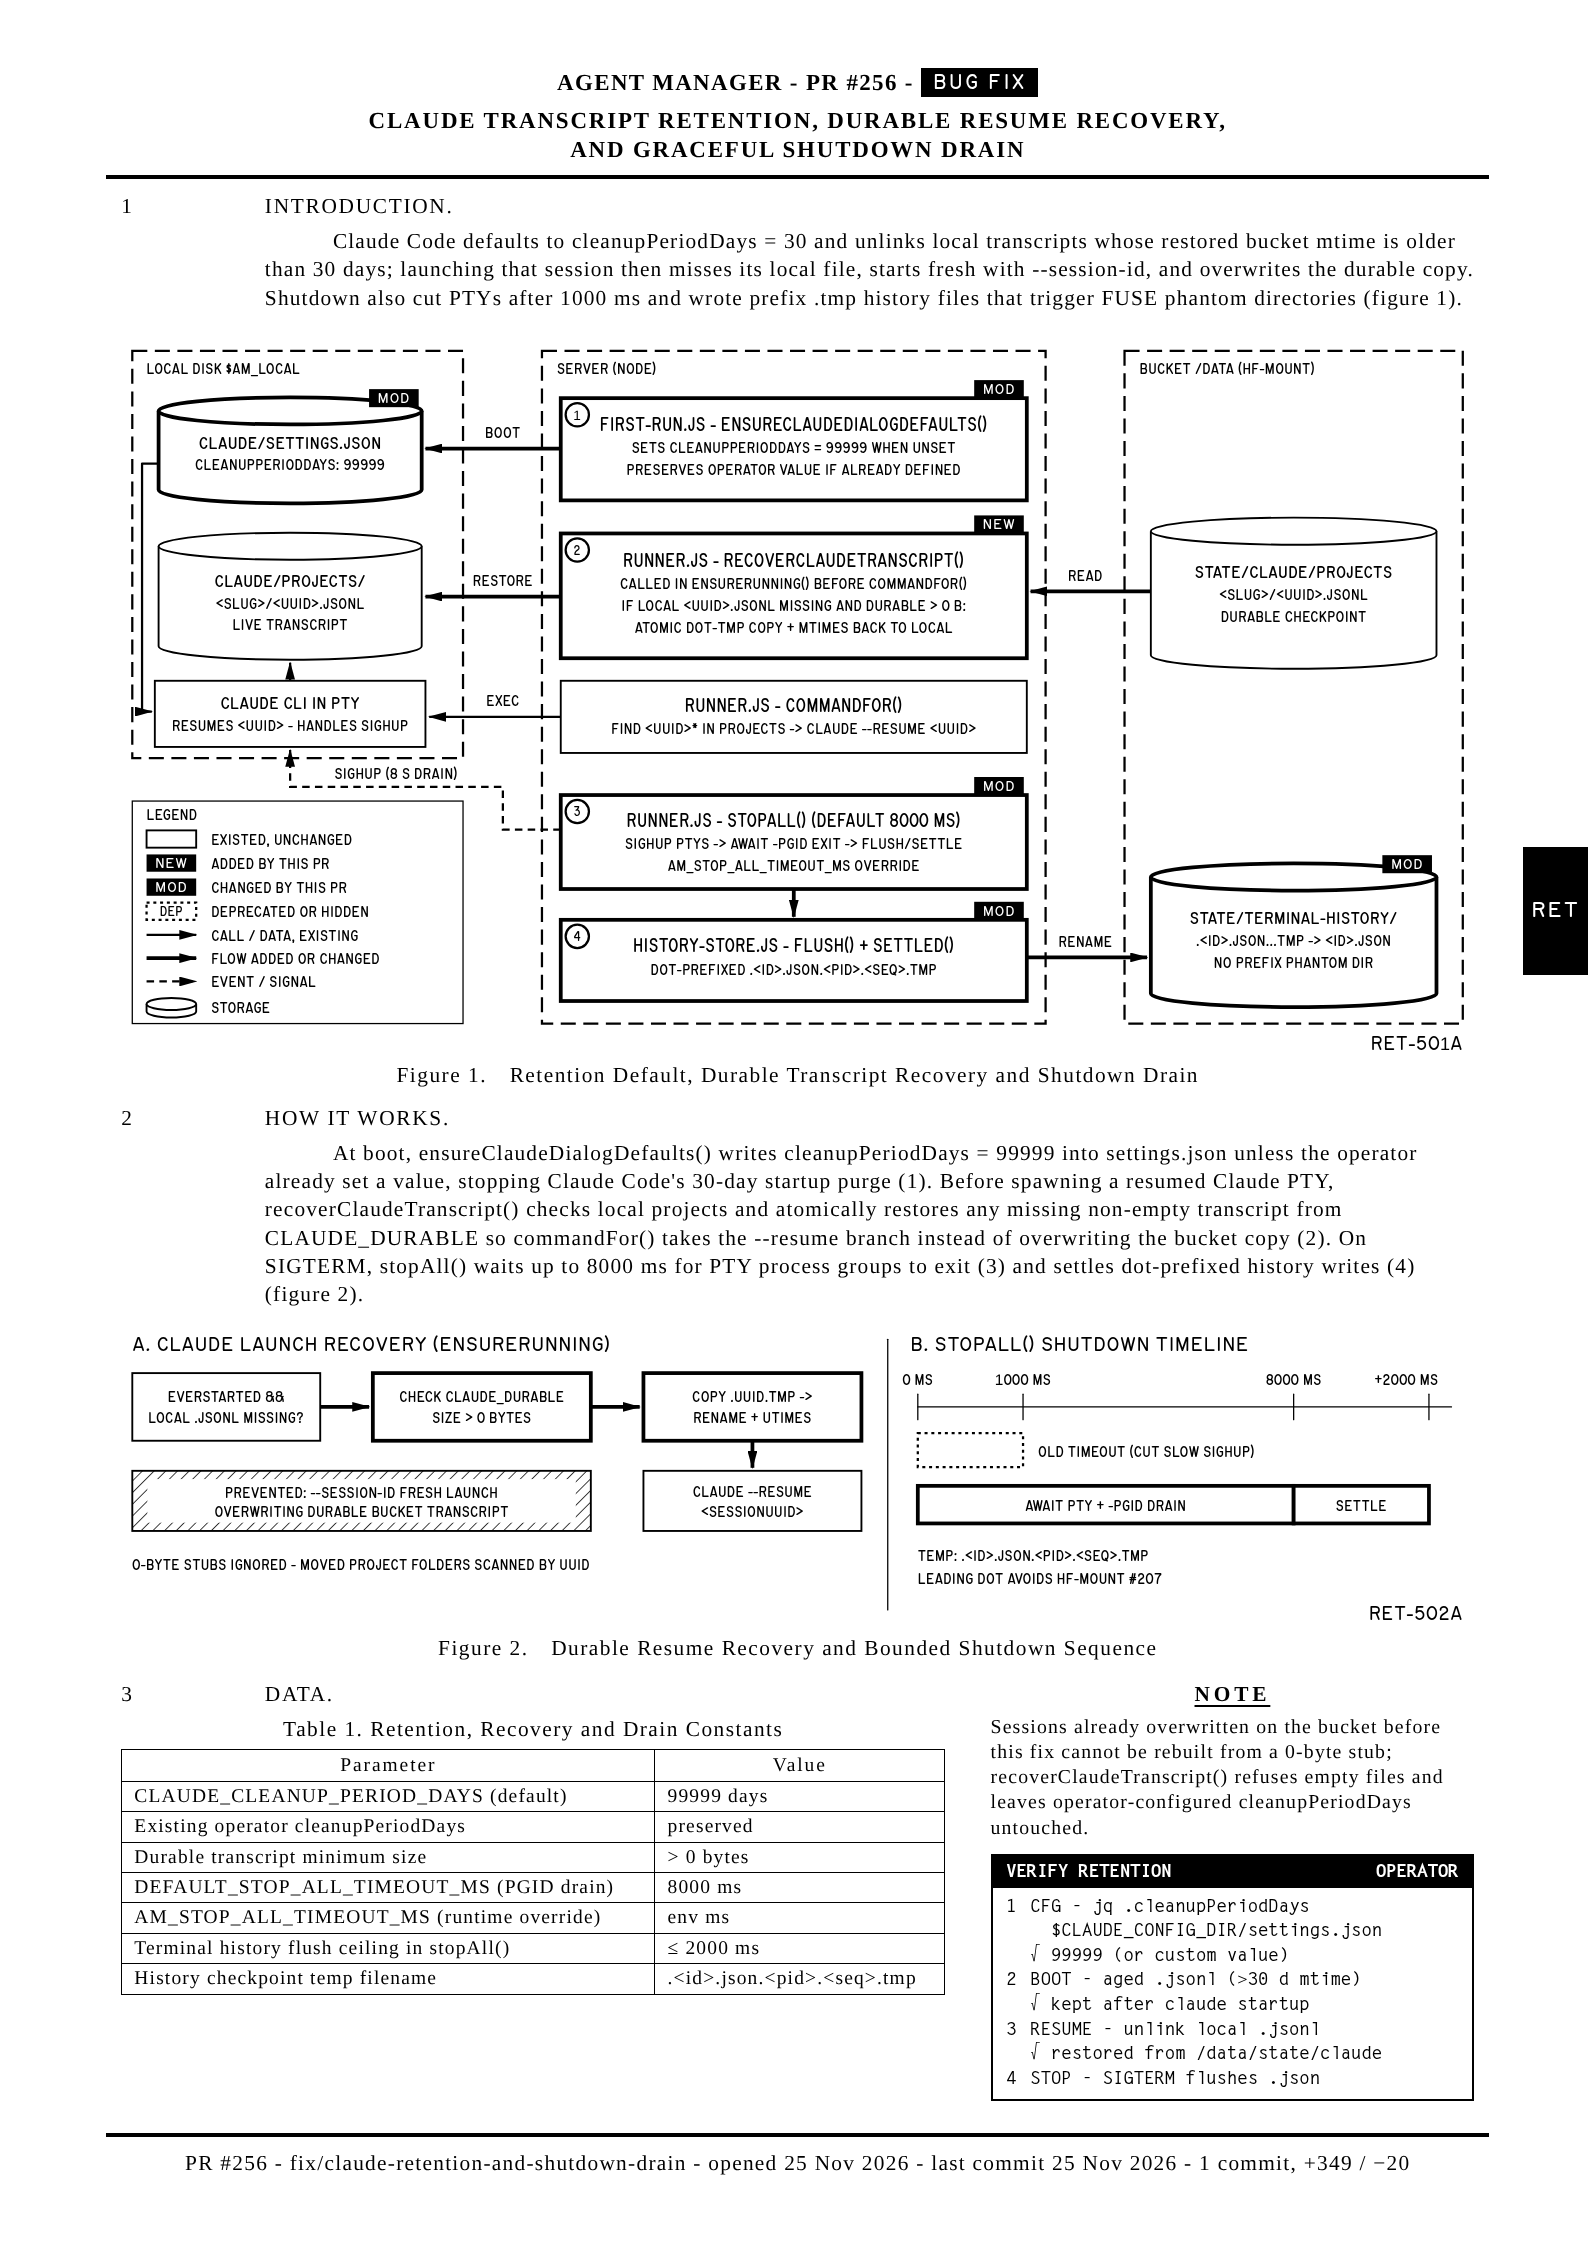 AGENT MANAGER - PR #256 - BUG FIX
CLAUDE TRANSCRIPT RETENTION, DURABLE RESUME RECOVERY,
AND GRACEFUL SHUTDOWN DRAIN
1 INTRODUCTION.
Claude Code defaults to cleanupPeriodDays = 30 and unlinks local transcripts whose restored bucket mtime is older
than 30 days; launching that session then misses its local file, starts fresh with --session-id, and overwrites the durable copy.
Shutdown also cut PTYs after 1000 ms and wrote prefix .tmp history files that trigger FUSE phantom directories (figure 1).
LOCAL DISK $AM_LOCAL
MOD
CLAUDE/SETTINGS.JSON
CLEANUPPERIODDAYS: 99999
CLAUDE/PROJECTS/
<SLUG>/<UUID>.JSONL
LIVE TRANSCRIPT
CLAUDE CLI IN PTY
RESUMES <UUID> - HANDLES SIGHUP
BOOT
RESTORE
EXEC
SIGHUP (8 S DRAIN)
SERVER (NODE)
MOD
1
FIRST-RUN.JS - ENSURECLAUDEDIALOGDEFAULTS()
SETS CLEANUPPERIODDAYS = 99999 WHEN UNSET
PRESERVES OPERATOR VALUE IF ALREADY DEFINED
NEW
2
RUNNER.JS - RECOVERCLAUDETRANSCRIPT()
CALLED IN ENSURERUNNING() BEFORE COMMANDFOR()
IF LOCAL <UUID>.JSONL MISSING AND DURABLE > 0 B:
ATOMIC DOT-TMP COPY + MTIMES BACK TO LOCAL
RUNNER.JS - COMMANDFOR()
FIND <UUID>* IN PROJECTS -> CLAUDE --RESUME <UUID>
MOD
3
RUNNER.JS - STOPALL() (DEFAULT 8000 MS)
SIGHUP PTYS -> AWAIT -PGID EXIT -> FLUSH/SETTLE
AM_STOP_ALL_TIMEOUT_MS OVERRIDE
MOD
4
HISTORY-STORE.JS - FLUSH() + SETTLED()
DOT-PREFIXED .<ID>.JSON.<PID>.<SEQ>.TMP
READ
RENAME
BUCKET /DATA (HF-MOUNT)
STATE/CLAUDE/PROJECTS
<SLUG>/<UUID>.JSONL
DURABLE CHECKPOINT
MOD
STATE/TERMINAL-HISTORY/
.<ID>.JSON...TMP -> <ID>.JSON
NO PREFIX PHANTOM DIR
LEGEND
EXISTED, UNCHANGED
NEW ADDED BY THIS PR
MOD CHANGED BY THIS PR
DEP DEPRECATED OR HIDDEN
CALL / DATA, EXISTING
FLOW ADDED OR CHANGED
EVENT / SIGNAL
STORAGE
RET
RET-501A
Figure 1. Retention Default, Durable Transcript Recovery and Shutdown Drain
2 HOW IT WORKS.
At boot, ensureClaudeDialogDefaults() writes cleanupPeriodDays = 99999 into settings.json unless the operator
already set a value, stopping Claude Code's 30-day startup purge (1). Before spawning a resumed Claude PTY,
recoverClaudeTranscript() checks local projects and atomically restores any missing non-empty transcript from
CLAUDE_DURABLE so commandFor() takes the --resume branch instead of overwriting the bucket copy (2). On
SIGTERM, stopAll() waits up to 8000 ms for PTY process groups to exit (3) and settles dot-prefixed history writes (4)
(figure 2).
A. CLAUDE LAUNCH RECOVERY (ENSURERUNNING)
EVERSTARTED &&
LOCAL .JSONL MISSING?
CHECK CLAUDE_DURABLE
SIZE > 0 BYTES
COPY .UUID.TMP ->
RENAME + UTIMES
PREVENTED: --SESSION-ID FRESH LAUNCH
OVERWRITING DURABLE BUCKET TRANSCRIPT
CLAUDE --RESUME
<SESSIONUUID>
0-BYTE STUBS IGNORED - MOVED PROJECT FOLDERS SCANNED BY UUID
B. STOPALL() SHUTDOWN TIMELINE
0 MS 1000 MS 8000 MS +2000 MS
OLD TIMEOUT (CUT SLOW SIGHUP)
AWAIT PTY + -PGID DRAIN SETTLE
TEMP: .<ID>.JSON.<PID>.<SEQ>.TMP
LEADING DOT AVOIDS HF-MOUNT #207
RET-502A
Figure 2. Durable Resume Recovery and Bounded Shutdown Sequence
3 DATA.
Table 1. Retention, Recovery and Drain Constants
Parameter Value
CLAUDE_CLEANUP_PERIOD_DAYS (default) 99999 days
Existing operator cleanupPeriodDays preserved
Durable transcript minimum size > 0 bytes
DEFAULT_STOP_ALL_TIMEOUT_MS (PGID drain) 8000 ms
AM_STOP_ALL_TIMEOUT_MS (runtime override) env ms
Terminal history flush ceiling in stopAll() ≤ 2000 ms
History checkpoint temp filename .<id>.json.<pid>.<seq>.tmp
NOTE
Sessions already overwritten on the bucket before
this fix cannot be rebuilt from a 0-byte stub;
recoverClaudeTranscript() refuses empty files and
leaves operator-configured cleanupPeriodDays
untouched.
VERIFY RETENTION OPERATOR
1 CFG - jq .cleanupPeriodDays
$CLAUDE_CONFIG_DIR/settings.json
√ 99999 (or custom value)
2 BOOT - aged .jsonl (>30 d mtime)
√ kept after claude startup
3 RESUME - unlink local .jsonl
√ restored from /data/state/claude
4 STOP - SIGTERM flushes .json
PR #256 - fix/claude-retention-and-shutdown-drain - opened 25 Nov 2026 - last commit 25 Nov 2026 - 1 commit, +349 / −20